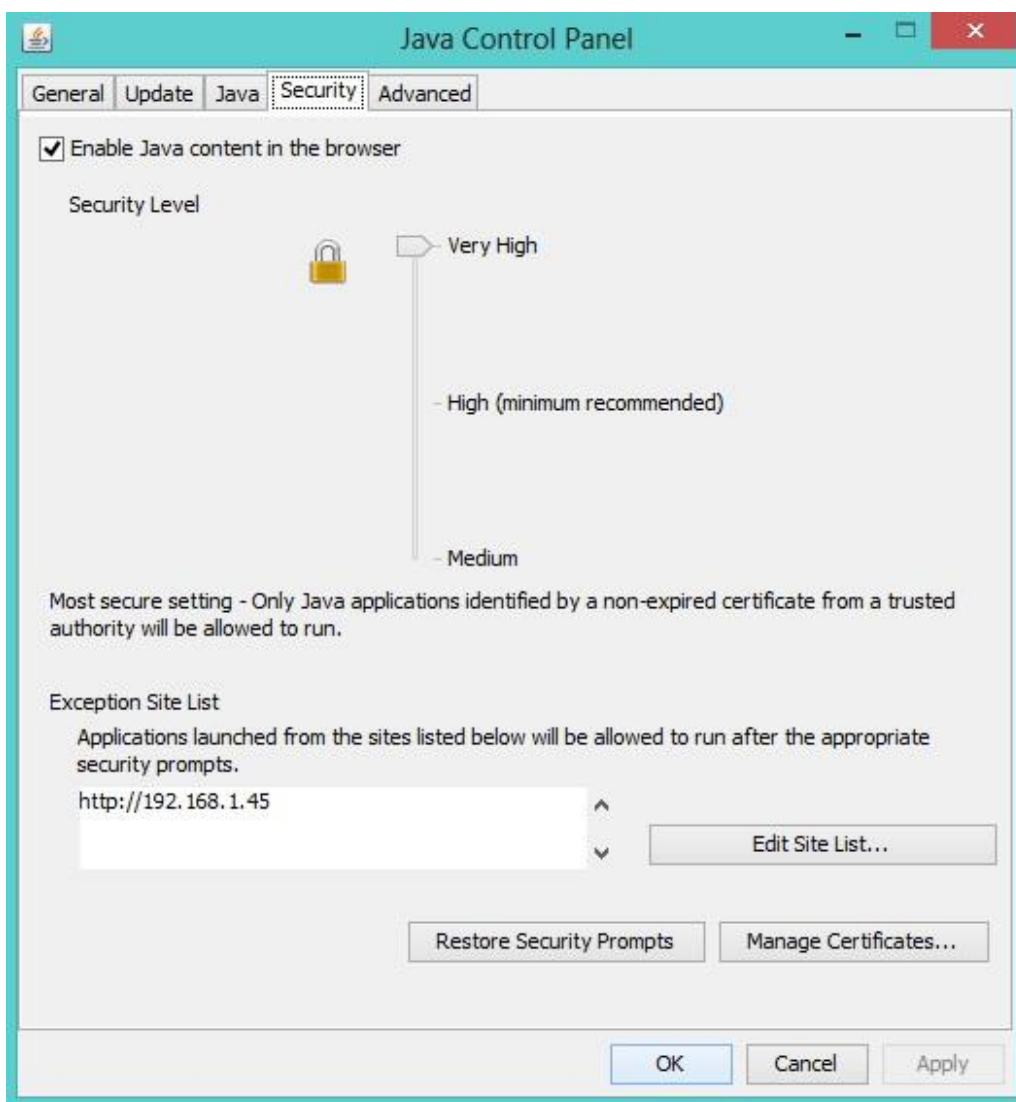 Java Control Panel
General Update Java Security Advanced
Enable Java content in the browser
Security Level
Very High
High (minimum recommended)
Medium
Most secure setting - Only Java applications identified by a non-expired certificate from a trusted
authority will be allowed to run.
Exception Site List
Applications launched from the sites listed below will be allowed to run after the appropriate
security prompts.
http://192.168.1.45
Edit Site List...
Restore Security Prompts Manage Certificates...
OK Cancel Apply